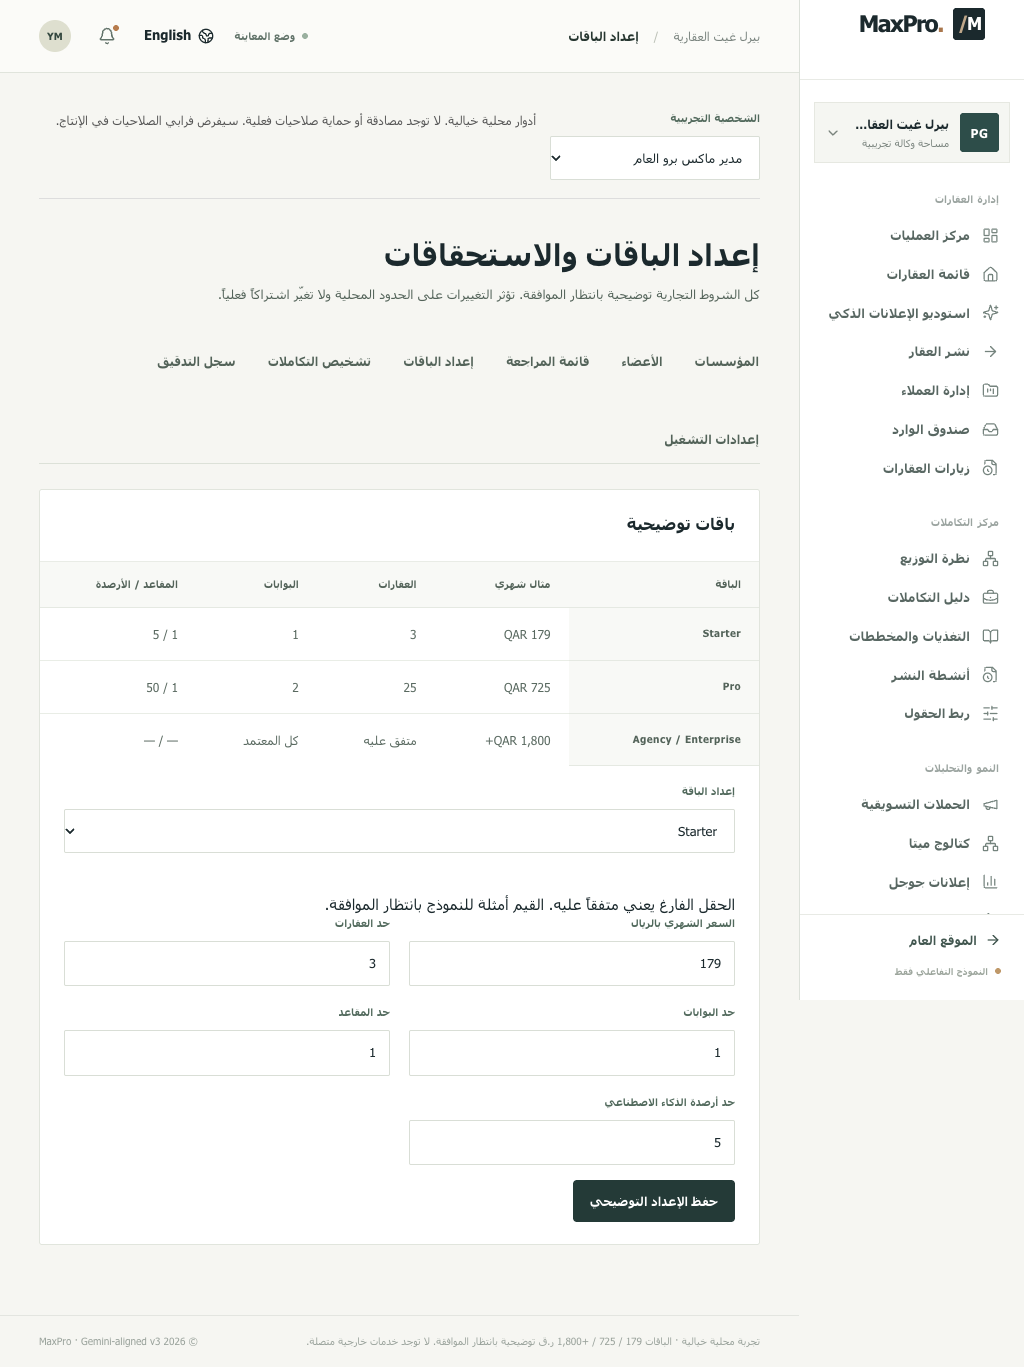 MaxPro.
/M
PG
بيرل غيت العقا...
مساحة وكالة تجريبية
إدارة العقارات
مركز العمليات
قائمة العقارات
استوديو الإعلانات الذكي
نشر العقار
إدارة العملاء
صندوق الوارد
زيارات العقارات
مركز التكاملات
نظرة التوزيع
دليل التكاملات
التغذيات والمخططات
أنشطة النشر
ربط الحقول
النمو والتحليلات
الحملات التسويقية
كتالوج ميتا
إعلانات جوجل
الموقع العام
النموذج التفاعلي فقط
بيرل غيت العقارية / إعداد الباقات
وضع المعاينة
English
YM
الشخصية التجريبية
أدوار محلية خيالية. لا توجد مصادقة أو حماية صلاحيات فعلية. سيفرض قرابي الصلاحيات في الإنتاج.
مدير ماكس برو العام
إعداد الباقات والاستحقاقات
كل الشروط التجارية توضيحية بانتظار الموافقة. تؤثر التغييرات على الحدود المحلية ولا تغيّر اشتراكاً فعلياً.
المؤسسات الأعضاء قائمة المراجعة إعداد الباقات تشخيص التكاملات سجل التدقيق
إعدادات التشغيل
باقات توضيحية
الباقة مثال شهري العقارات البوابات المقاعد / الأرصدة
Starter QAR 179 3 1 1 / 5
Pro QAR 725 25 2 1 / 50
Agency / Enterprise QAR 1,800+ متفق عليه كل المعتمد — / —
إعداد الباقة
Starter
الحقل الفارغ يعني متفقاً عليه. القيم أمثلة للنموذج بانتظار الموافقة.
السعر الشهري بالريال حد العقارات
179 3
حد البوابات حد المقاعد
1 1
حد أرصدة الذكاء الاصطناعي
5
حفظ الإعداد التوضيحي
تجربة محلية خيالية · الباقات 179 / 725 / 1,800+ ر.ق توضيحية بانتظار الموافقة. لا توجد خدمات خارجية متصلة.
© 2026 MaxPro · Gemini-aligned v3